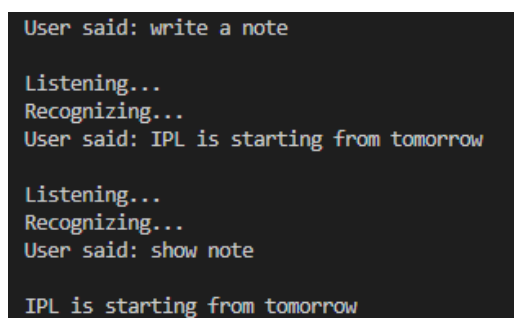 User said: write a note
Listening...
Recognizing...
User said: IPL is starting from tomorrow
Listening...
Recognizing...
User said: show note
IPL is starting from tomorrow